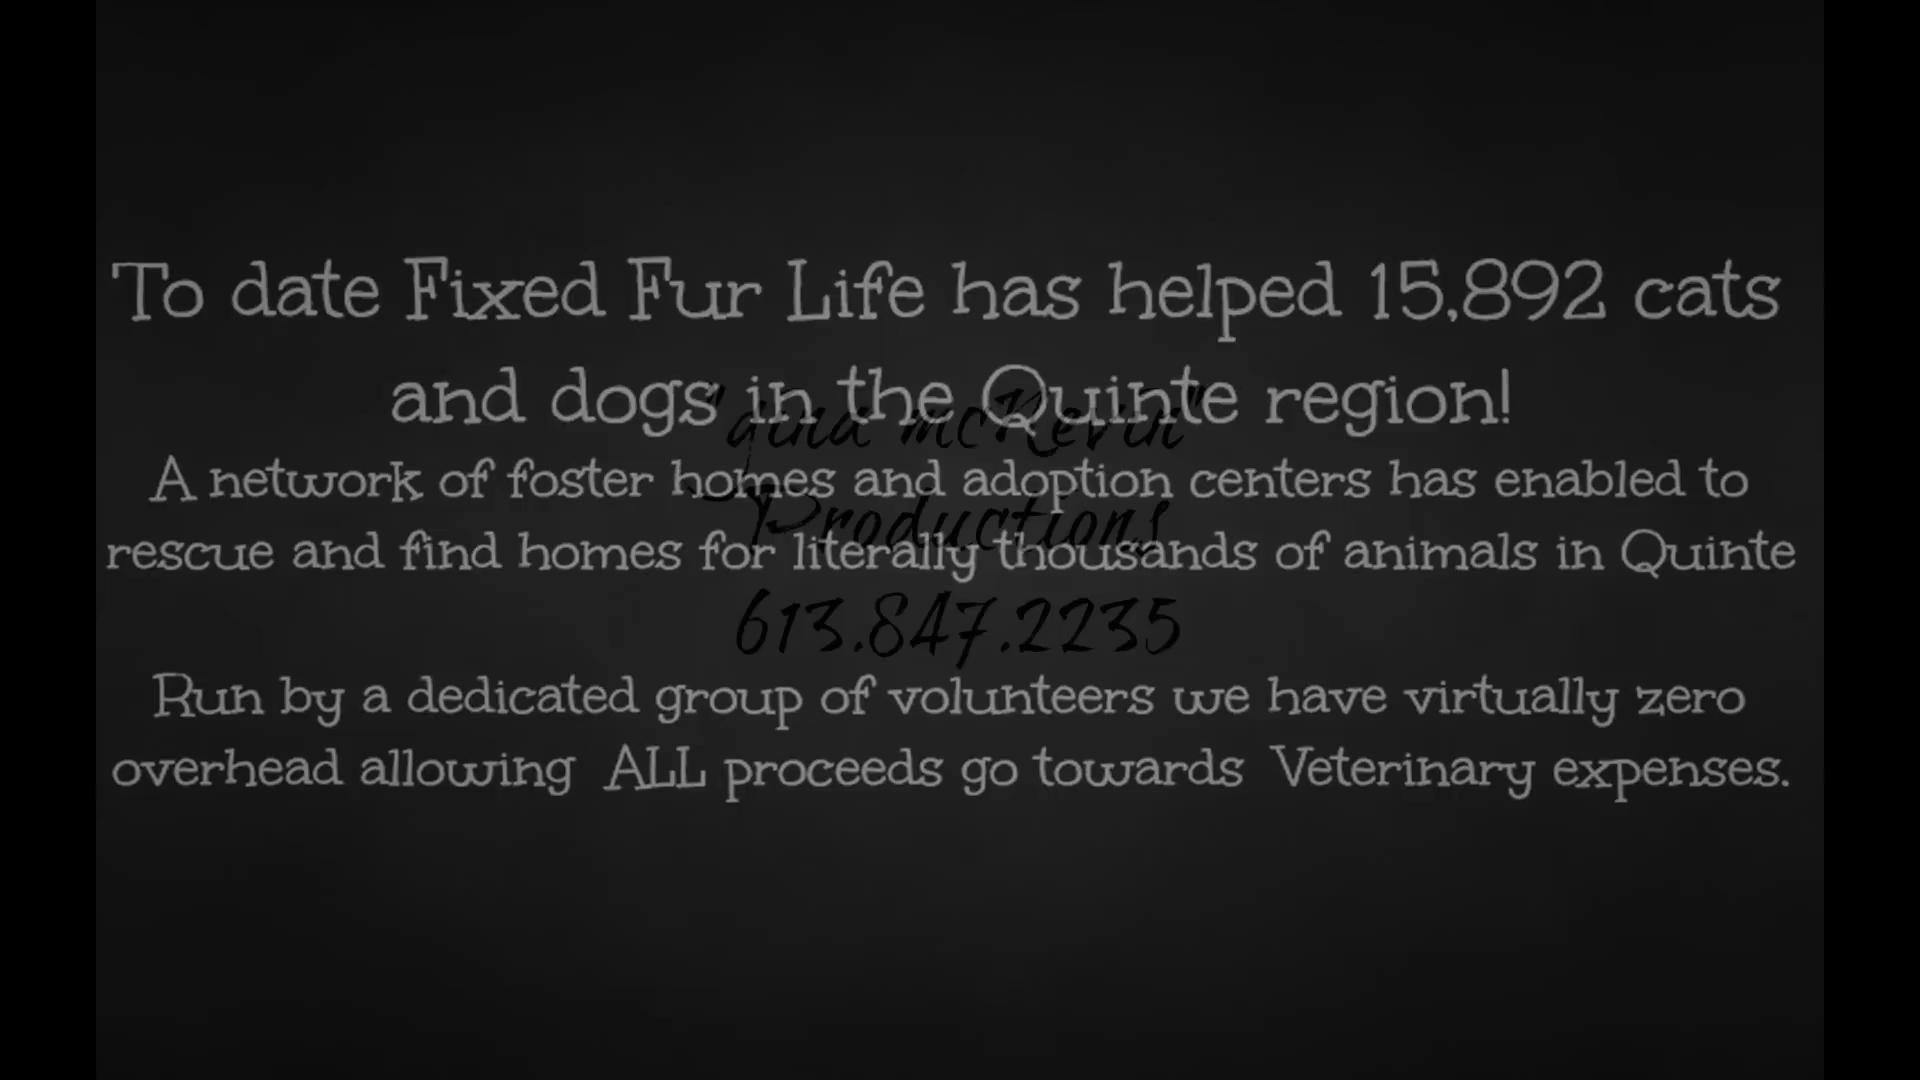 To date Fixed Fur Life has helped 15,892 cats
and dogs in the Quinte region!
"gina mcKevin"
A network of foster homes and adoption centers has enabled to
Productions
rescue and find homes for literally thousands of animals in Quinte
613.847.2235
Run by a dedicated group of volunteers we have virtually zero
overhead allowing ALL proceeds go towards Veterinary expenses.